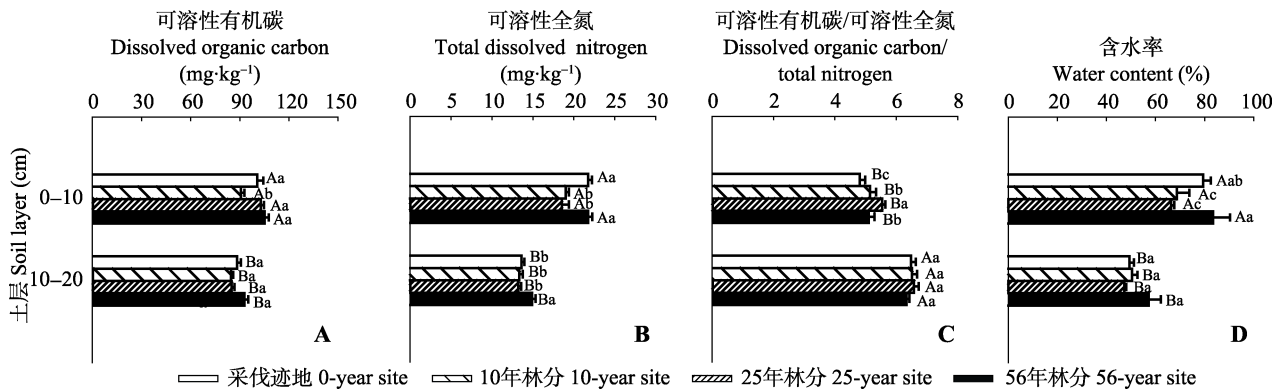 可溶性有机碳
Dissolved organic carbon
(mg·kg⁻¹)
0 30 60 90 120 150
可溶性全氮
Total dissolved nitrogen
(mg·kg⁻¹)
0 5 10 15 20 25 30
可溶性有机碳/可溶性全氮
Dissolved organic carbon/
total nitrogen
0 2 4 6 8
含水率
Water content (%)
0 20 40 60 80 100
土层 Soil layer (cm)
0–10
10–20
Aa
Ab
Aa
Aa
Ba
Ba
Ba
Ba
A
Aa
Ab
Ab
Aa
Bb
Bb
Bb
Ba
B
Bc
Bb
Ba
Bb
Aa
Aa
Aa
Aa
C
Aab
Ac
Ac
Aa
Ba
Ba
Ba
Ba
D
采伐迹地 0-year site 10年林分 10-year site 25年林分 25-year site 56年林分 56-year site